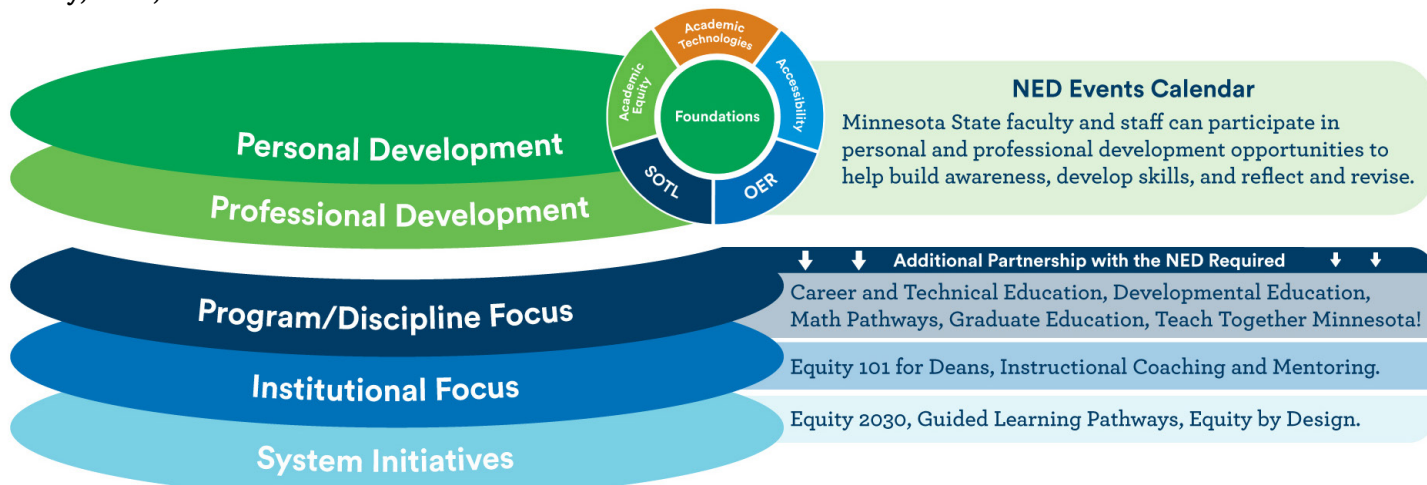 Academic
Technologies
Academic
Equity
Accessibility
Foundations
SOTL
OER
Personal Development
Professional Development
NED Events Calendar
Minnesota State faculty and staff can participate in
personal and professional development opportunities to
help build awareness, develop skills, and reflect and revise.
Additional Partnership with the NED Required
Program/Discipline Focus
Career and Technical Education, Developmental Education,
Math Pathways, Graduate Education, Teach Together Minnesota!
Institutional Focus
Equity 101 for Deans, Instructional Coaching and Mentoring.
System Initiatives
Equity 2030, Guided Learning Pathways, Equity by Design.